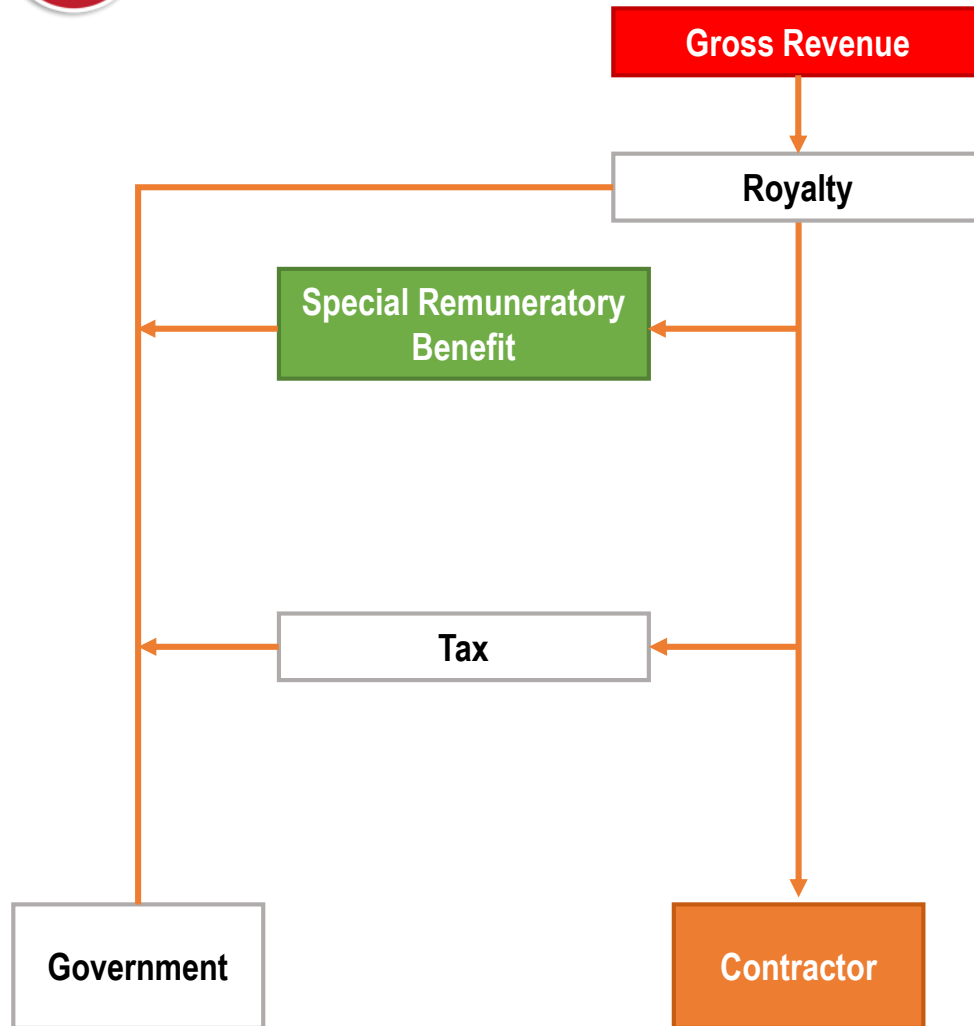 Gross Revenue
Royalty
Special Remuneratory
Benefit
Tax
Government
Contractor